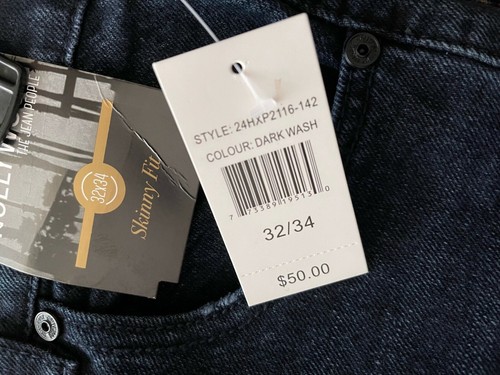 THE JEAN PEOPLE
32x34
Skinny Fit
STYLE: 24HXP2116-142
COLOUR: DARK WASH
32/34
$50.00